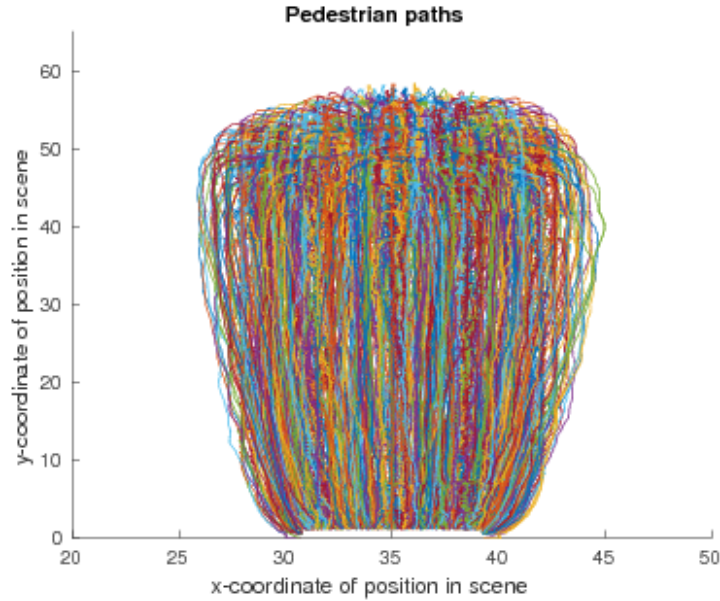 Pedestrian paths
60
50
40
30
20
10
0
y-coordinate of position in scene
20 25 30 35 40 45 50
x-coordinate of position in scene